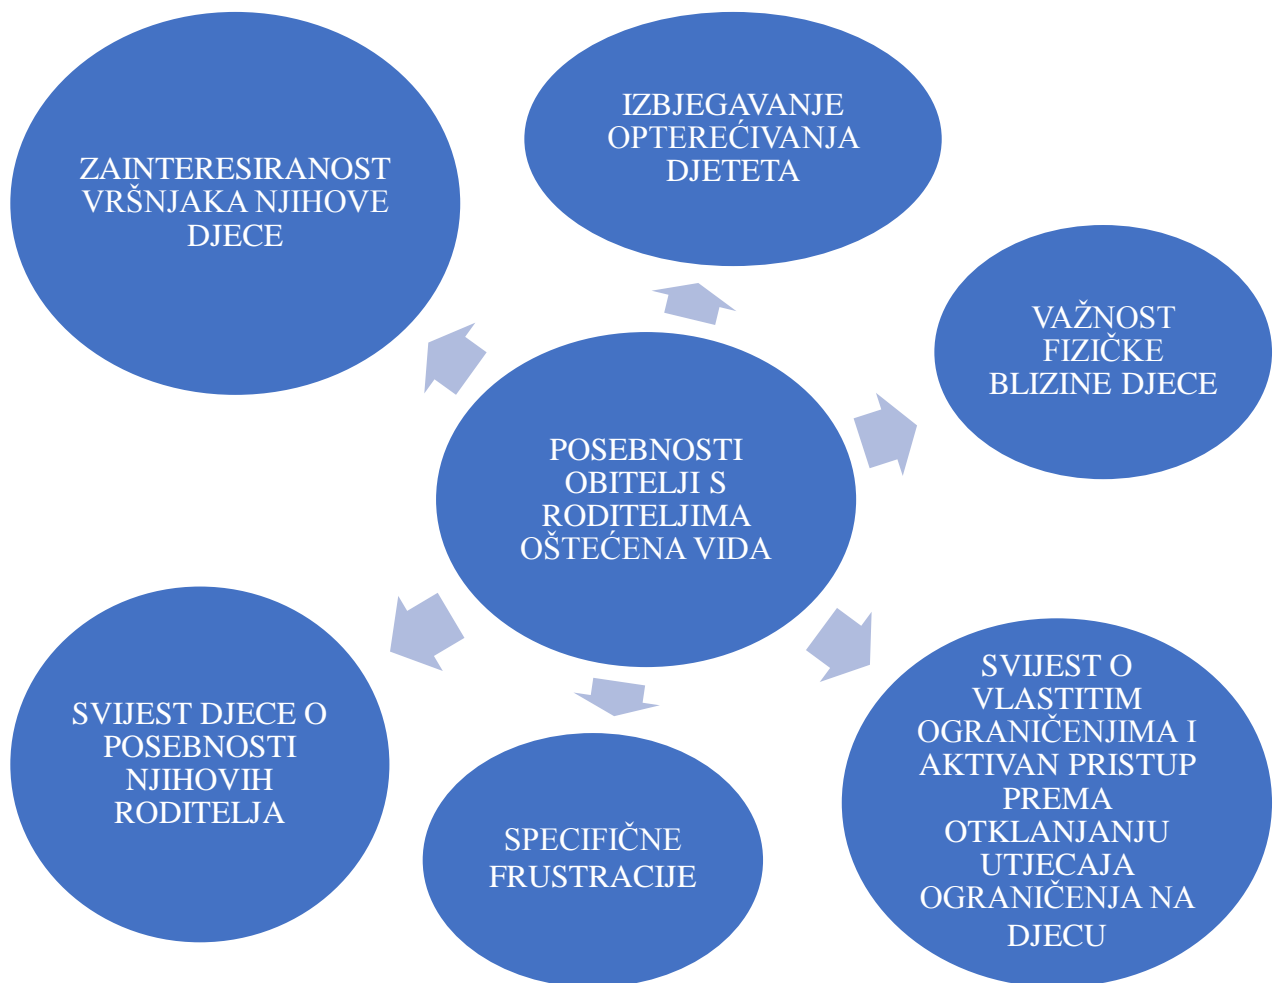 ZAINTERESIRANOST
VRŠNJAKA NJIHOVE
DJECE
IZBJEGAVANJE
OPTEREĆIVANJA
DJETETA
VAŽNOST
FIZIČKE
BLIZINE DJECE
POSEBNOSTI
OBITELJI S
RODITELJIMA
OŠTEĆENA VIDA
SVIJEST DJECE O
POSEBNOSTI
NJIHOVIH
RODITELJA
SPECIFIČNE
FRUSTRACIJE
SVIJEST O
VLASTITIM
OGRANIČENJIMA I
AKTIVAN PRISTUP
PREMA
OTKLANJANJU
UTJECAJA
OGRANIČENJA NA
DJECU